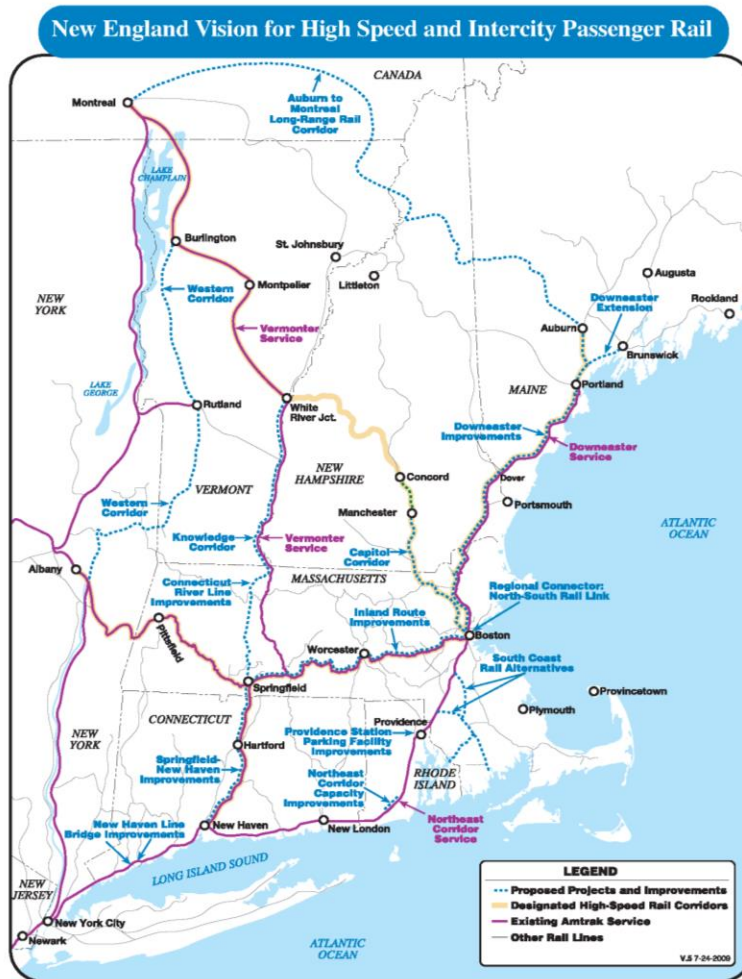 New England Vision for High Speed and Intercity Passenger Rail
CANADA
Montreal
Auburn to
Montreal
Long-Range Rail
Corridor
LAKE
CHAMPLAIN
Burlington
St. Johnsbury
Montpelier
Littleton
Augusta
Rockland
NEW
YORK
Western
Corridor
Vermonter
Service
Downeaster
Extension
Auburn
Brunswick
LAKE
GEORGE
MAINE
Portland
Rutland
White
River Jct.
Downeaster
Improvements
Downeaster
Service
NEW
HAMPSHIRE
Concord
Dover
VERMONT
Western
Corridor
Manchester
Portsmouth
Knowledge
Corridor
Vermonter
Service
Capitol
Corridor
ATLANTIC
OCEAN
Albany
Connecticut
River Line
Improvements
MASSACHUSETTS
Regional Connector:
North-South Rail Link
Inland Route
Improvements
Pittsfield
Worcester
Boston
Springfield
South Coast
Rail Alternatives
Provincetown
Plymouth
NEW
YORK
CONNECTICUT
Hartford
Providence
Providence Station
Parking Facility
Improvements
Springfield-
New Haven
Improvements
RHODE
ISLAND
Northeast
Corridor
Capacity
Improvements
New Haven Line
Bridge Improvements
New Haven
New London
Northeast
Corridor
Service
LONG ISLAND SOUND
NEW
JERSEY
New York City
Newark
ATLANTIC
OCEAN
LEGEND
Proposed Projects and Improvements
Designated High-Speed Rail Corridors
Existing Amtrak Service
Other Rail Lines
V.5 7-24-2009